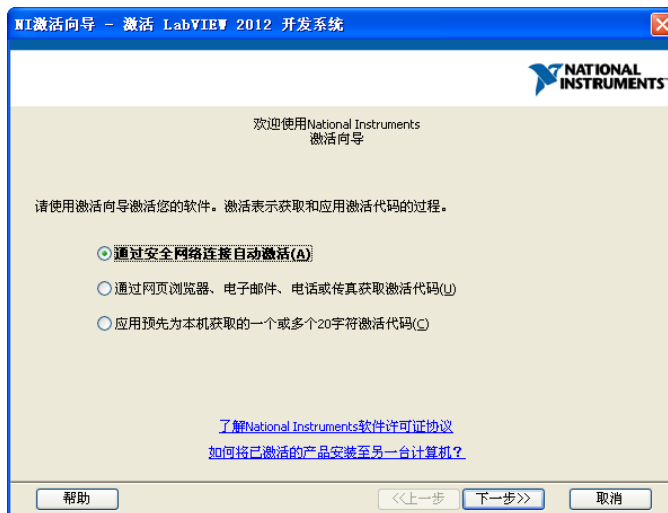 NI激活向导 - 激活 LabVIEW 2012 开发系统
NATIONAL
INSTRUMENTS™
欢迎使用National Instruments
激活向导
请使用激活向导激活您的软件。激活表示获取和应用激活代码的过程。
通过安全网络连接自动激活(A)
通过网页浏览器、电子邮件、电话或传真获取激活代码(U)
应用预先为本机获取的一个或多个20字符激活代码(C)
了解National Instruments软件许可证协议
如何将已激活的产品安装至另一台计算机？
帮助 <<上一步 下一步>> 取消